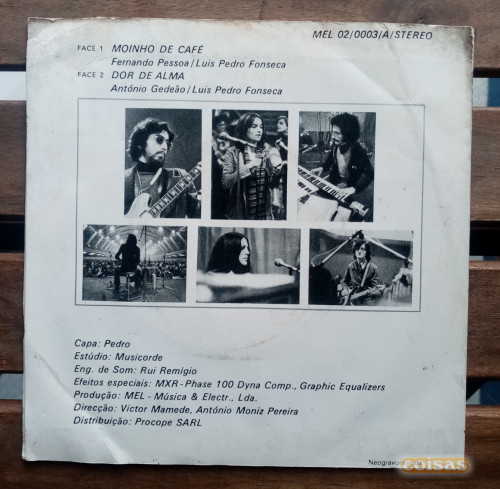 MEL 02/0003/A/STEREO
FACE 1 MOINHO DE CAFÉ
Fernando Pessoa/Luis Pedro Fonseca
FACE 2 DOR DE ALMA
António Gedeão/Luis Pedro Fonseca
Capa: Pedro
Estúdio: Musicorde
Eng. de Som: Rui Remígio
Efeitos especiais: MXR-Phase 100 Dyna Comp., Graphic Equalizers
Produção: MEL-Música & Electr., Lda.
Direcção: Victor Mamede, António Moniz Pereira
Distribuição: Procope SARL
coisas